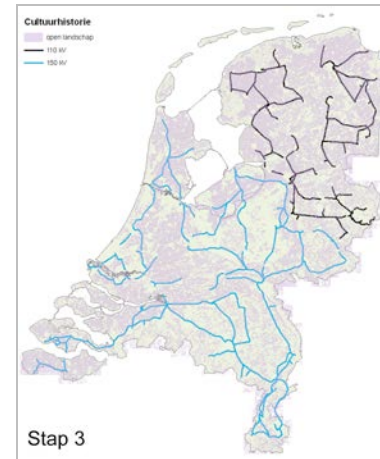 Cultuurhistorie
open landschap
110 kV
150 kV
Stap 3